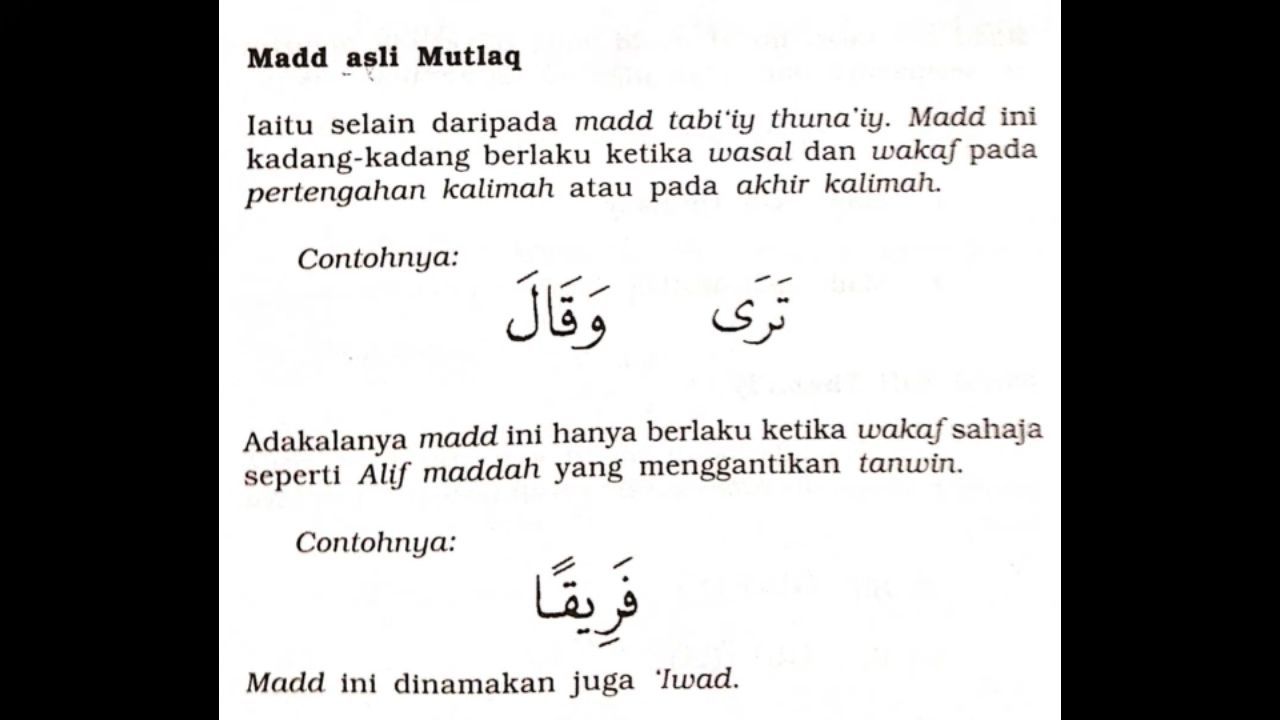 Madd asli Mutlaq
Iaitu selain daripada madd tabi‘iy thuna’iy. Madd ini
kadang-kadang berlaku ketika wasal dan wakaf pada
pertengahan kalimah atau pada akhir kalimah.
Contohnya:
تَرَى وَقَالَ
Adakalanya madd ini hanya berlaku ketika wakaf sahaja
seperti Alif maddah yang menggantikan tanwin.
Contohnya:
فَرِيقًا
Madd ini dinamakan juga ‘Iwad.